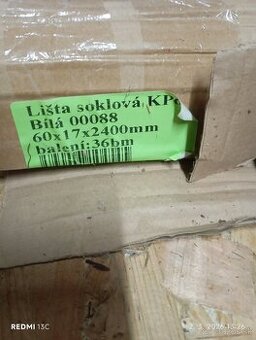 Lišta soklová KP
Bílá 00088
60x17x2400mm
balení:36bm
REDMI 13C